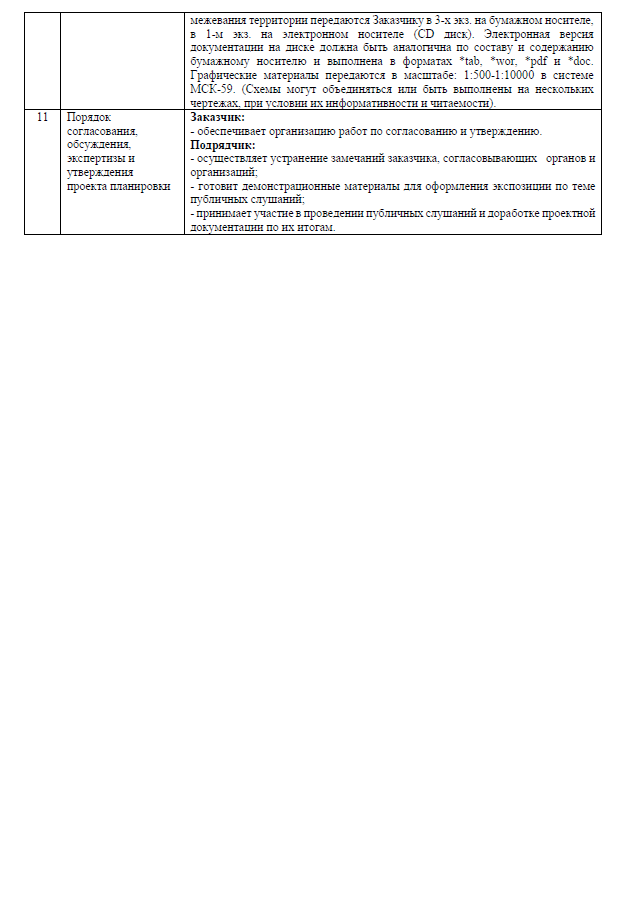 межевания территории передаются Заказчику в 3-х экз. на бумажном носителе,
в 1-м экз. на электронном носителе (CD диск). Электронная версия
документации на диске должна быть аналогична по составу и содержанию
бумажному носителю и выполнена в форматах *tab, *wor, *pdf и *doc.
Графические материалы передаются в масштабе: 1:500-1:10000 в системе
МСК-59. (Схемы могут объединяться или быть выполнены на нескольких
чертежах, при условии их информативности и читаемости).
11
Порядок
согласования,
обсуждения,
экспертизы и
утверждения
проекта планировки
Заказчик:
- обеспечивает организацию работ по согласованию и утверждению.
Подрядчик:
- осуществляет устранение замечаний заказчика, согласовывающих органов и
организаций;
- готовит демонстрационные материалы для оформления экспозиции по теме
публичных слушаний;
- принимает участие в проведении публичных слушаний и доработке проектной
документации по их итогам.